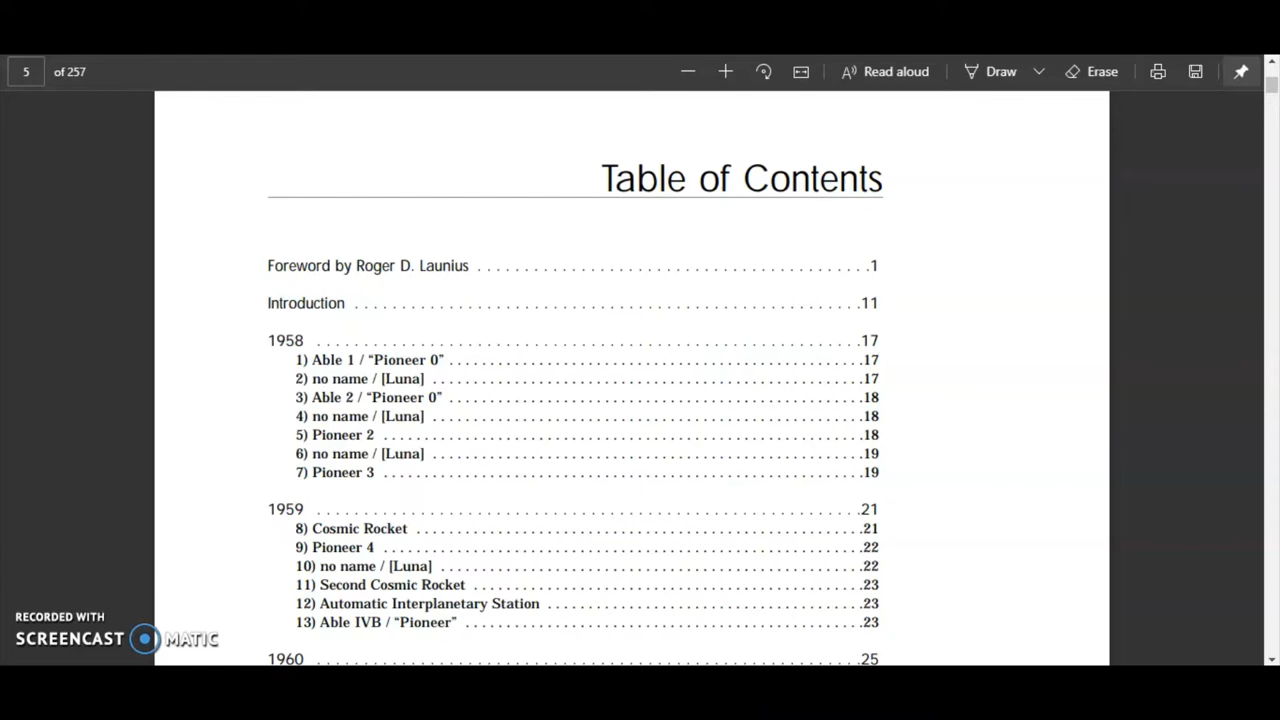 5 of 257 Read aloud Draw Erase
Table of Contents
Foreword by Roger D. Launius . . . . . . . . . . . . . . . . . . . . . . . . . . . . . . . . . . .1
Introduction . . . . . . . . . . . . . . . . . . . . . . . . . . . . . . . . . . . . . . . . . . . .11
1958 . . . . . . . . . . . . . . . . . . . . . . . . . . . . . . . . . . . . . . . . . . . . . . .17
1) Able 1 / “Pioneer 0” . . . . . . . . . . . . . . . . . . . . . . . . . . . . . . . . . . . .17
2) no name / [Luna] . . . . . . . . . . . . . . . . . . . . . . . . . . . . . . . . . . . . .17
3) Able 2 / “Pioneer 0” . . . . . . . . . . . . . . . . . . . . . . . . . . . . . . . . . . . .18
4) no name / [Luna] . . . . . . . . . . . . . . . . . . . . . . . . . . . . . . . . . . . . .18
5) Pioneer 2 . . . . . . . . . . . . . . . . . . . . . . . . . . . . . . . . . . . . . . . . .18
6) no name / [Luna] . . . . . . . . . . . . . . . . . . . . . . . . . . . . . . . . . . . . .19
7) Pioneer 3 . . . . . . . . . . . . . . . . . . . . . . . . . . . . . . . . . . . . . . . . .19
1959 . . . . . . . . . . . . . . . . . . . . . . . . . . . . . . . . . . . . . . . . . . . . . . .21
8) Cosmic Rocket . . . . . . . . . . . . . . . . . . . . . . . . . . . . . . . . . . . . . . .21
9) Pioneer 4 . . . . . . . . . . . . . . . . . . . . . . . . . . . . . . . . . . . . . . . . .22
10) no name / [Luna] . . . . . . . . . . . . . . . . . . . . . . . . . . . . . . . . . . . .22
11) Second Cosmic Rocket . . . . . . . . . . . . . . . . . . . . . . . . . . . . . . . . . .23
12) Automatic Interplanetary Station . . . . . . . . . . . . . . . . . . . . . . . . . . .23
13) Able IVB / “Pioneer” . . . . . . . . . . . . . . . . . . . . . . . . . . . . . . . . . .23
1960 . . . . . . . . . . . . . . . . . . . . . . . . . . . . . . . . . . . . . . . . . . . . . . .25
RECORDED WITH
SCREENCAST MATIC